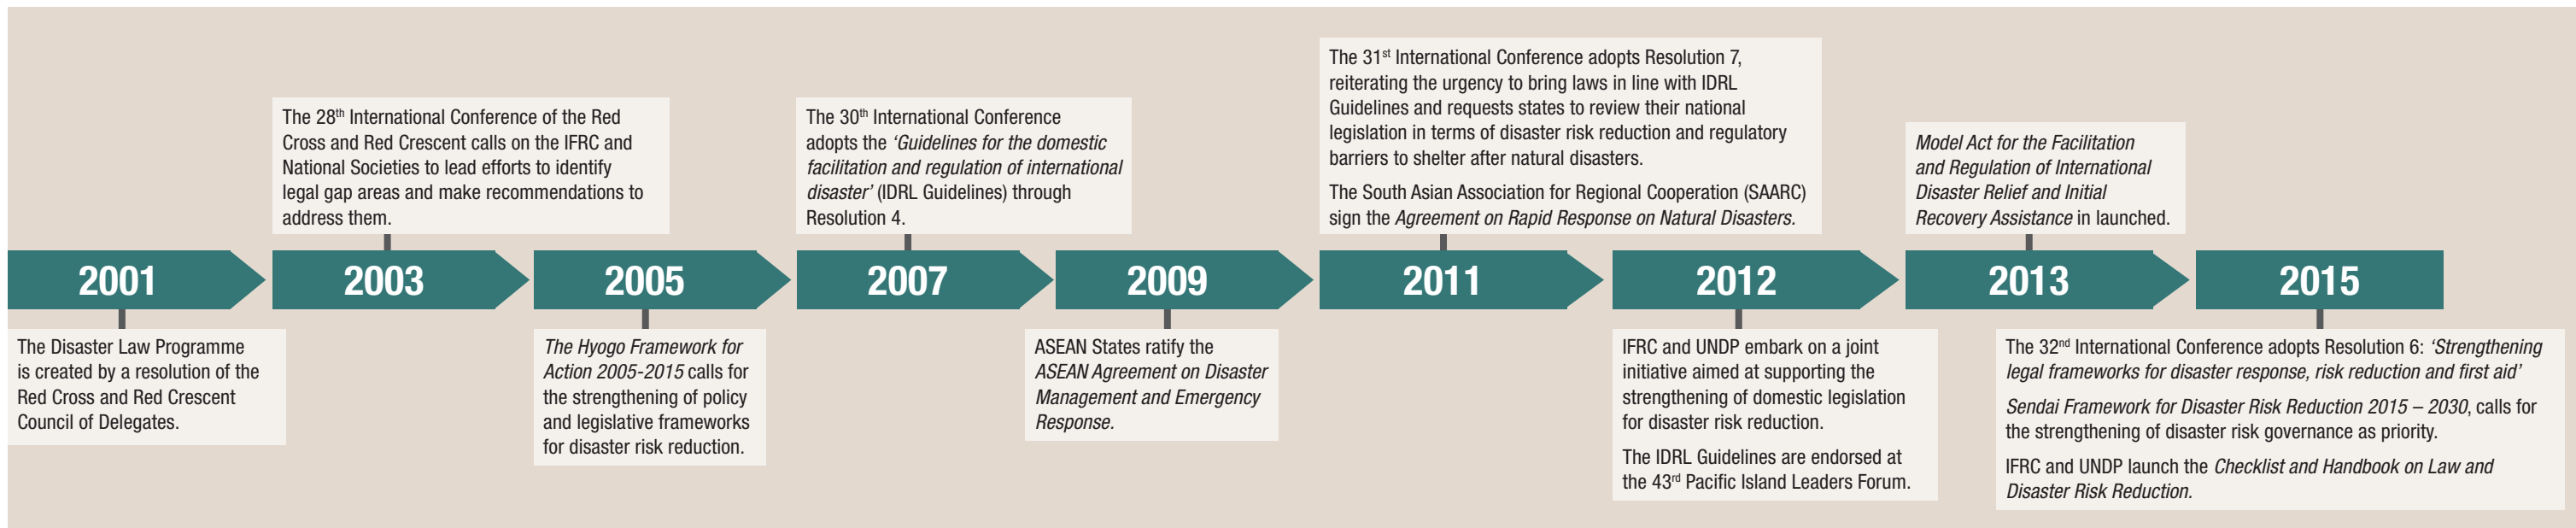 2001
The Disaster Law Programme
is created by a resolution of the
Red Cross and Red Crescent
Council of Delegates.
The 28th International Conference of the Red
Cross and Red Crescent calls on the IFRC and
National Societies to lead efforts to identify
legal gap areas and make recommendations to
address them.
2003
2005
The Hyogo Framework for
Action 2005-2015 calls for
the strengthening of policy
and legislative frameworks
for disaster risk reduction.
The 30th International Conference
adopts the ‘Guidelines for the domestic
facilitation and regulation of international
disaster’ (IDRL Guidelines) through
Resolution 4.
2007
2009
ASEAN States ratify the
ASEAN Agreement on Disaster
Management and Emergency
Response.
The 31st International Conference adopts Resolution 7,
reiterating the urgency to bring laws in line with IDRL
Guidelines and requests states to review their national
legislation in terms of disaster risk reduction and regulatory
barriers to shelter after natural disasters.
The South Asian Association for Regional Cooperation (SAARC)
sign the Agreement on Rapid Response on Natural Disasters.
2011
2012
IFRC and UNDP embark on a joint
initiative aimed at supporting the
strengthening of domestic legislation
for disaster risk reduction.
The IDRL Guidelines are endorsed at
the 43rd Pacific Island Leaders Forum.
Model Act for the Facilitation
and Regulation of International
Disaster Relief and Initial
Recovery Assistance in launched.
2013
2015
The 32nd International Conference adopts Resolution 6: ‘Strengthening
legal frameworks for disaster response, risk reduction and first aid’
Sendai Framework for Disaster Risk Reduction 2015 – 2030, calls for
the strengthening of disaster risk governance as priority.
IFRC and UNDP launch the Checklist and Handbook on Law and
Disaster Risk Reduction.